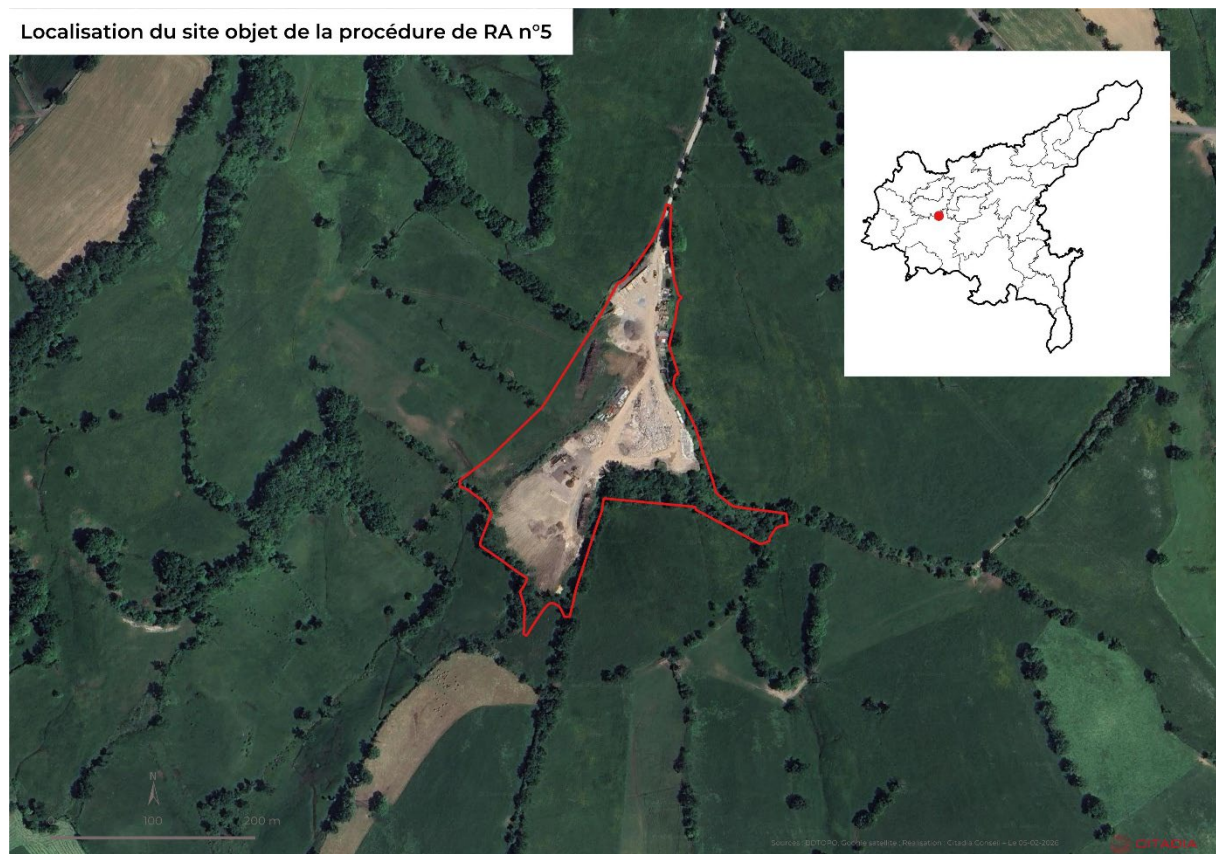 Localisation du site objet de la procédure de RA n°5
N
0 100 200 m
Sources : BDTOPO, Google satellite ; Réalisation : Citadia Conseil – Le 05-02-2026
CITADIA